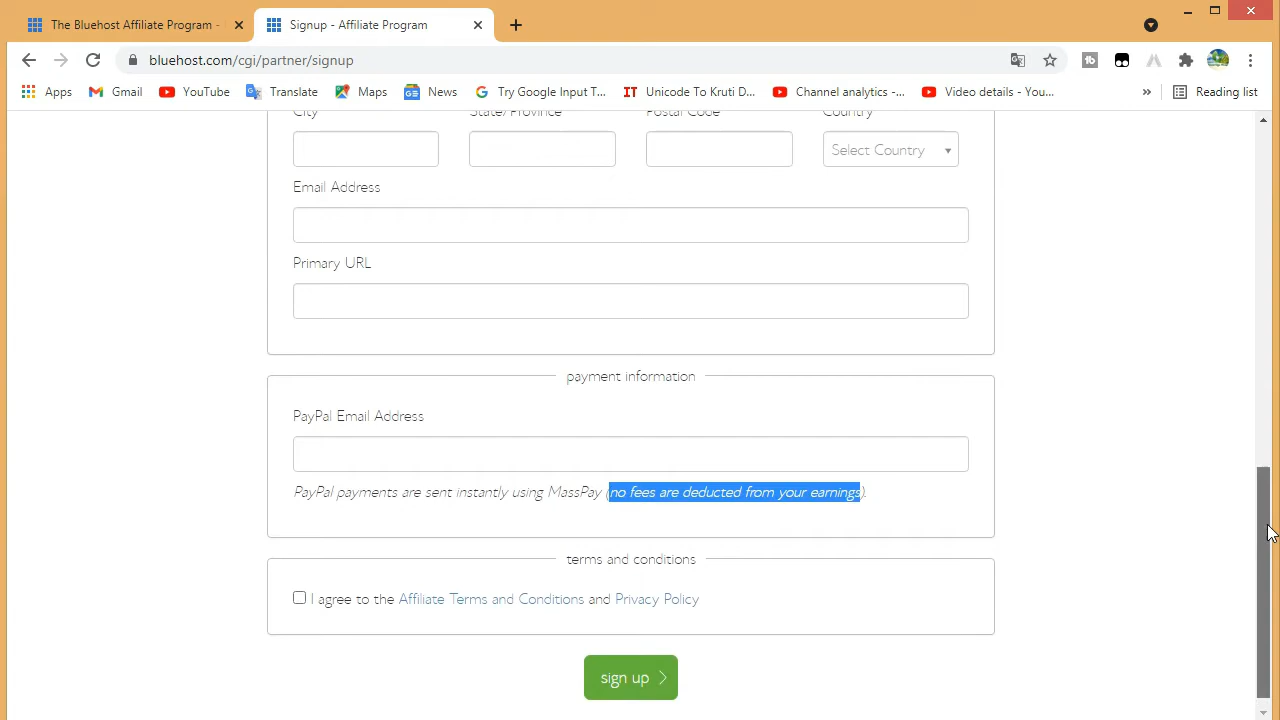 The Bluehost Affiliate Program -
Signup - Affiliate Program
bluehost.com/cgi/partner/signup
Apps Gmail YouTube Translate Maps News Try Google Input T... Unicode To Kruti D... Channel analytics -... Video details - You... » Reading list
City State/Province Postal Code Country
Select Country
Email Address
Primary URL
payment information
PayPal Email Address
PayPal payments are sent instantly using MassPay (no fees are deducted from your earnings).
terms and conditions
I agree to the Affiliate Terms and Conditions and Privacy Policy
sign up